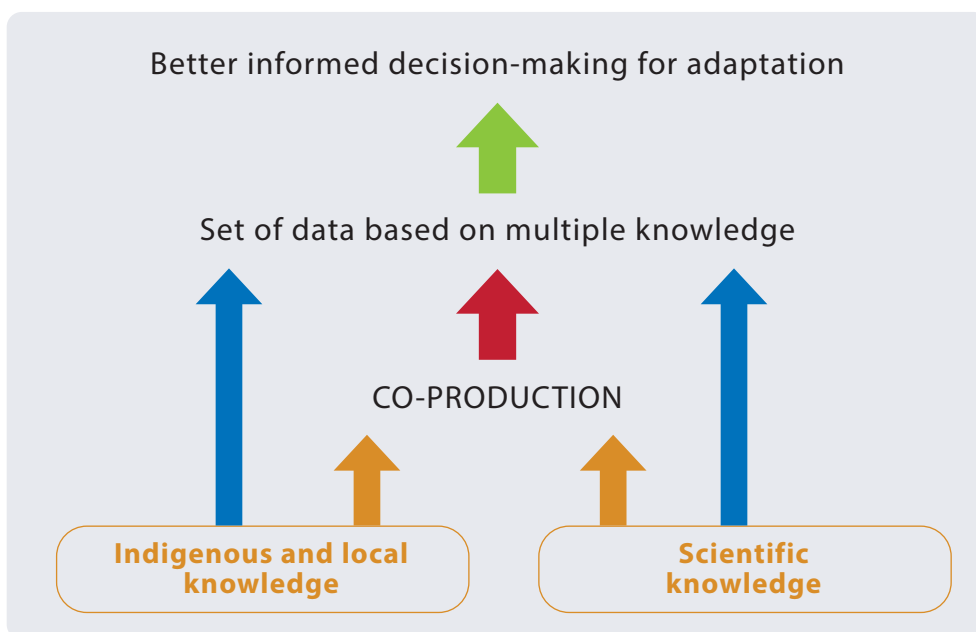 Better informed decision-making for adaptation
Set of data based on multiple knowledge
CO-PRODUCTION
Indigenous and local
knowledge
Scientific
knowledge